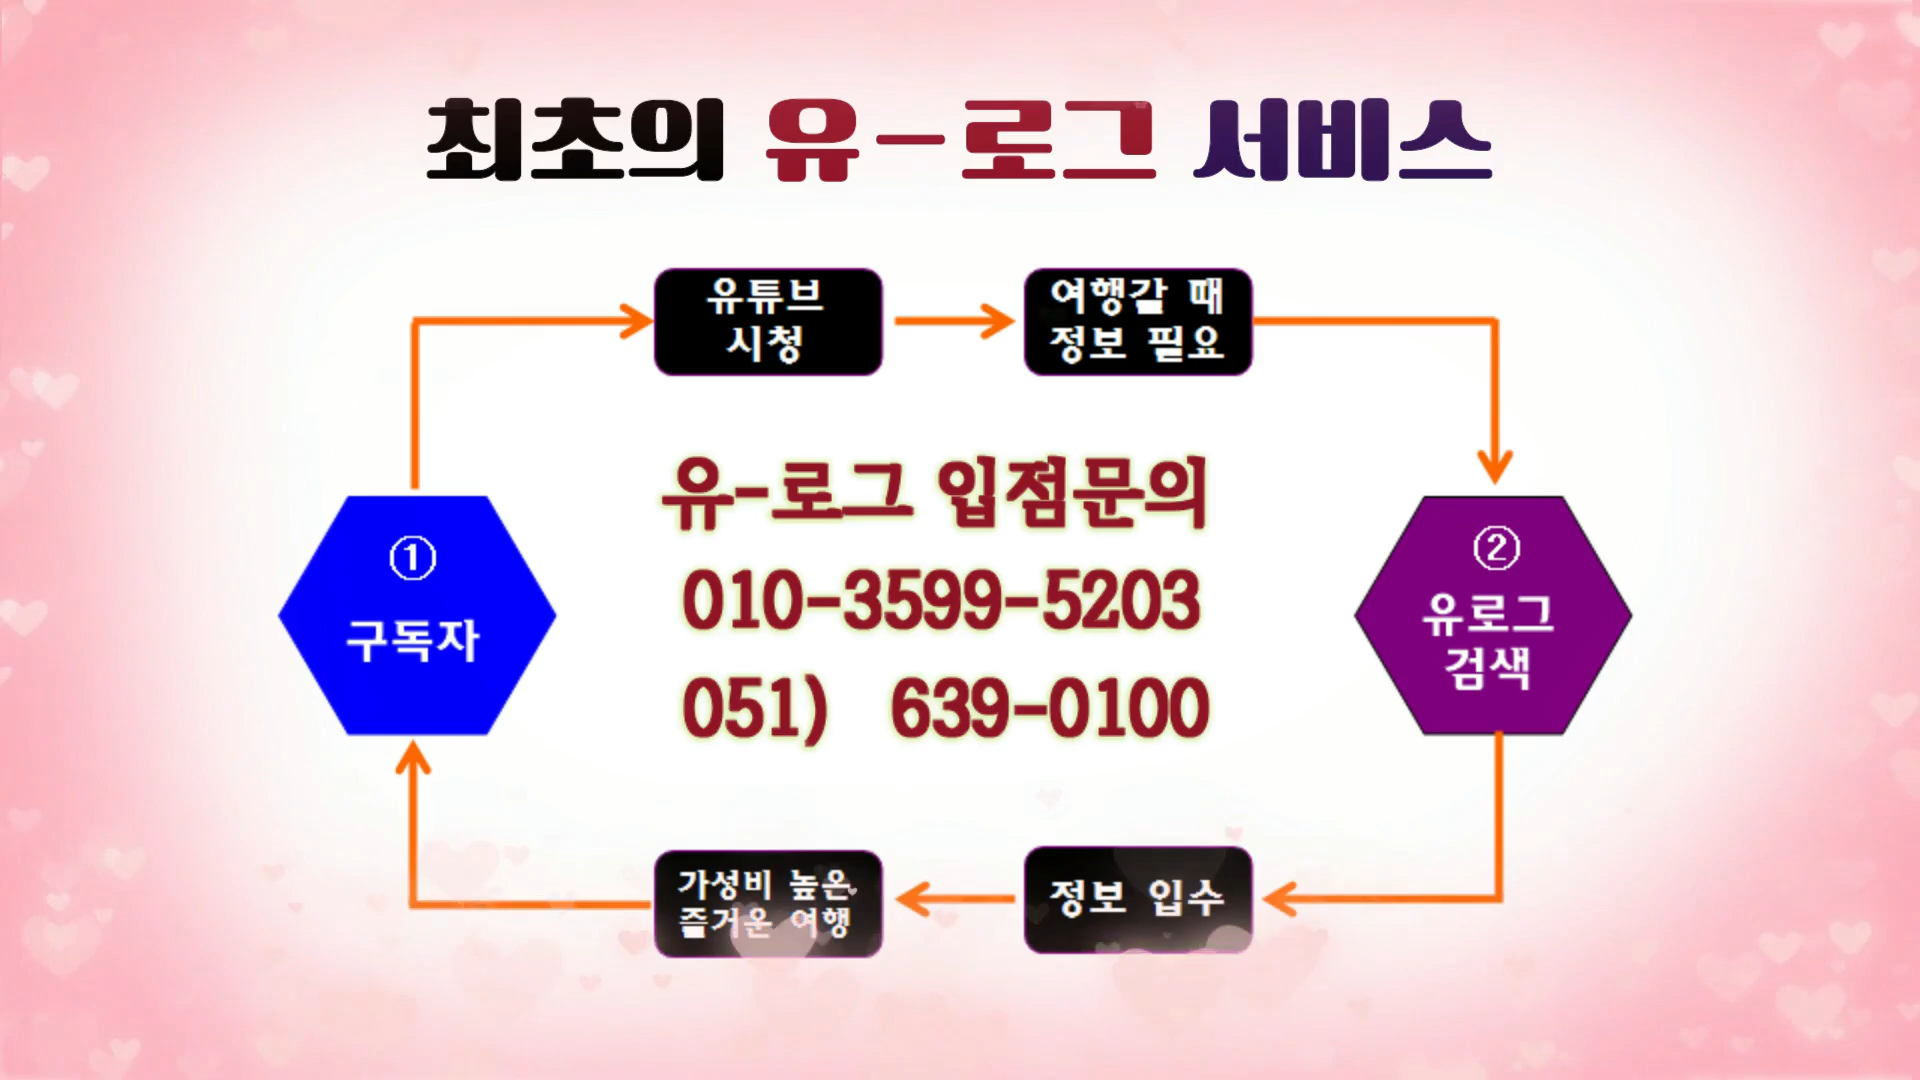 최초의 유-로그 서비스
유튜브
시청
여행갈 때
정보 필요
유-로그 입점문의
010-3599-5203
051) 639-0100
①
구독자
②
유로그
검색
가성비 높은
즐거온 여행
정보 입수